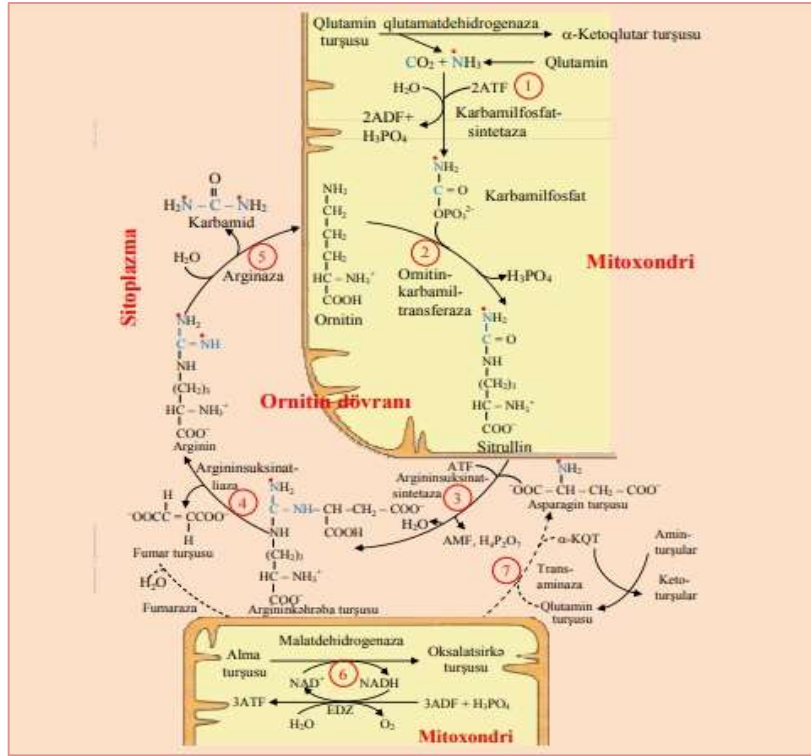 Qlutamin qlutamatdehidrogenaza
turşusu
α-Ketoqlutar turşusu
CO₂ + NH₃
Qlutamin
H₂O
2ATF
1
2ADF+
H₃PO₄
Karbamilfosfat-
sintetaza
NH₂
C = O
OPO₃²⁻
Karbamilfosfat
O
H₂N – C – NH₂
Karbamid
Sitoplazma
H₂O
5
Arginaza
NH₂
CH₂
CH₂
CH₂
HC – NH₃⁺
COOH
Ornitin
2
Ornitin-
karbamil-
transferaza
H₃PO₄
Mitoxondri
NH₂
C = O
NH
(CH₂)₃
HC – NH₃⁺
COO⁻
Sitrullin
NH₂
C = NH
NH
(CH₂)₃
HC – NH₃⁺
COO⁻
Arginin
Ornitin dövranı
Argininsuksinat-
liaza
4
H
⁻OOCC = CCOO⁻
H
Fumar turşusu
H₂O
Fumaraza
NH₂
C – NH – CH – CH₂ – COO⁻
COOH
NH
(CH₂)₃
HC – NH₃⁺
COO⁻
Argininkəhrəba turşusu
ATF
Argininsuksinat-
sintetaza
3
H₂O
AMF, H₄P₂O₇
NH₂
⁻OOC – CH – CH₂ – COO⁻
Asparagin turşusu
α-KQT
Amin-
turşular
7
Trans-
aminaza
Keto-
turşular
Qlutamin
turşusu
Malatdehidrogenaza
Alma
turşusu
Oksalatsirkə
turşusu
6
NAD⁺
NADH
3ATF
EDZ
3ADF + H₃PO₄
H₂O
O₂
Mitoxondri